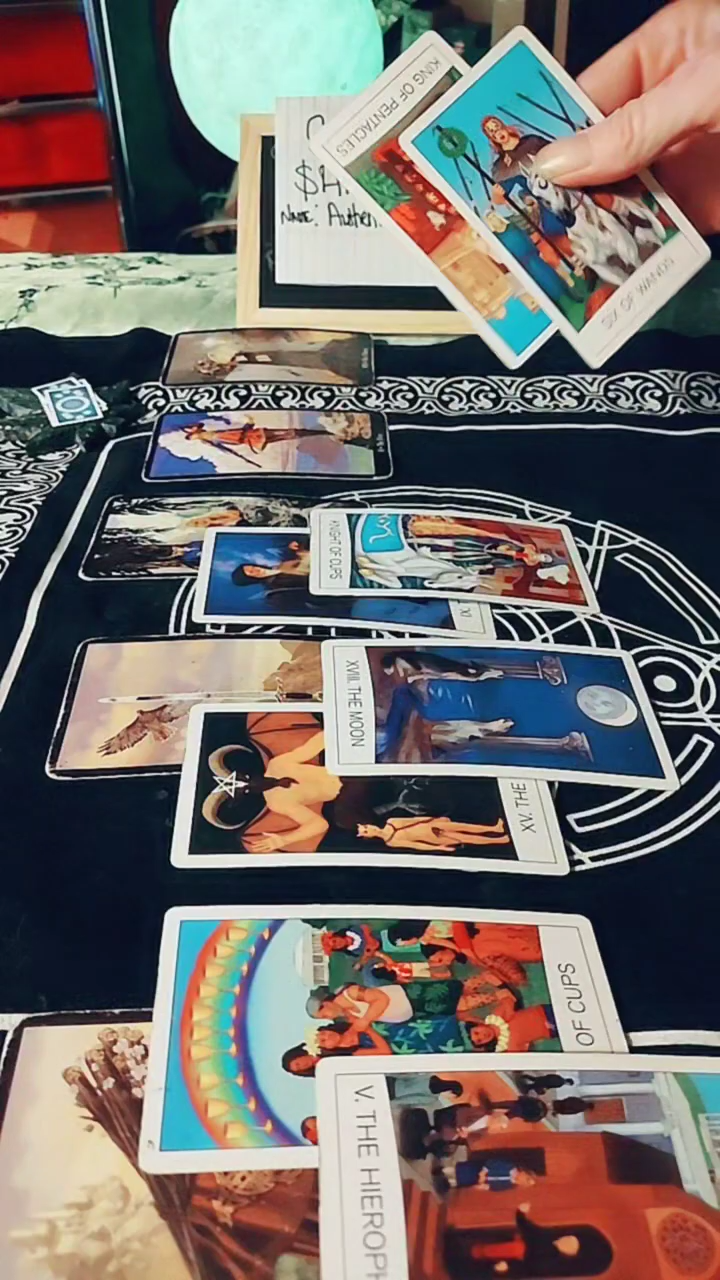 KING OF PENTACLES
SIX OF WANDS
$4.
NAME: Authen.
KNIGHT OF CUPS
XVIII. THE MOON
XV. THE
OF CUPS
V. THE HIEROPH